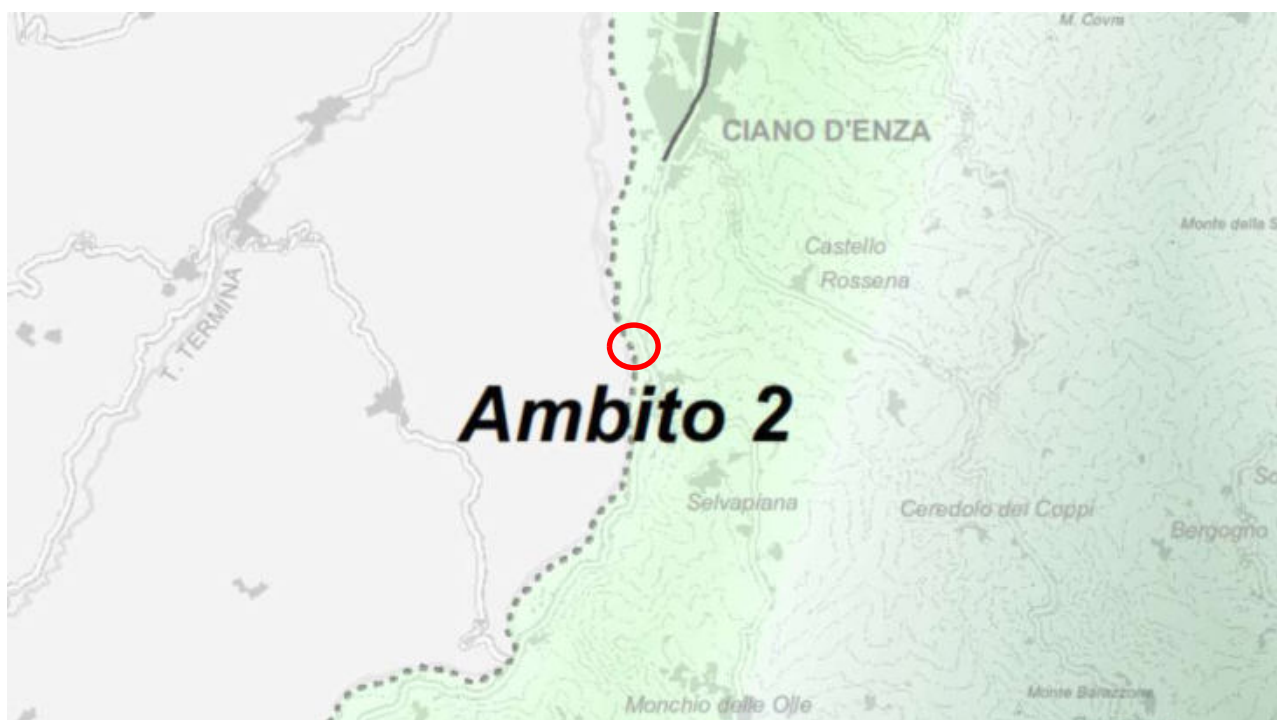 M. Covra
CIANO D'ENZA
Monte della S
Castello
Rossena
T. TERMINA
Ambito 2
Selvapiana
Ceredolo dei Coppi
Bergogno
Monchio delle Olle
Monte Barazzone